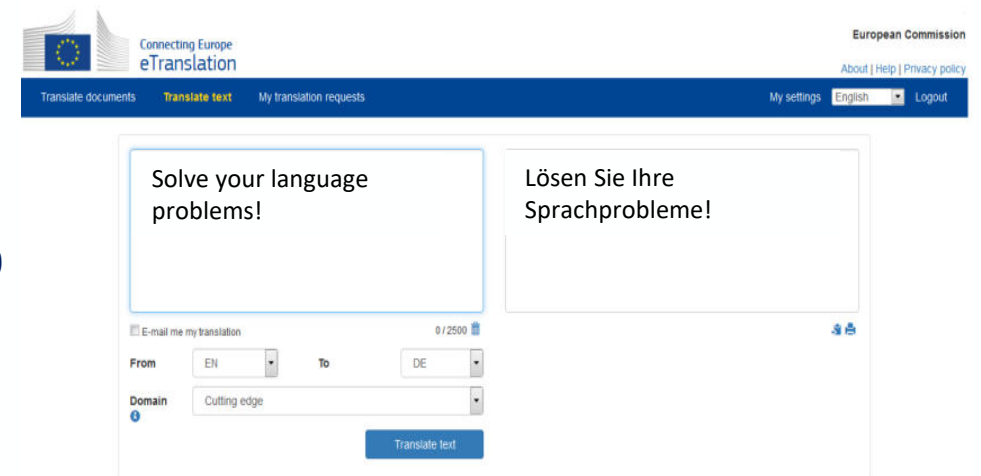 European Commission
Connecting Europe
eTranslation
About | Help | Privacy policy
Translate documents Translate text My translation requests My settings English Logout
Solve your language
problems!
Lösen Sie Ihre
Sprachprobleme!
E-mail me my translation 0 / 2500
From EN To DE
Domain Cutting edge
Translate text